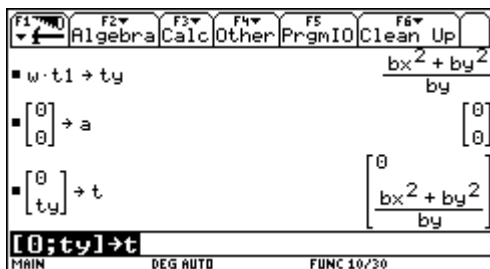 F1 F2 F3 F4 F5 F6
Algebra Calc Other PrgmIO Clean Up
▪ w·t1 → ty (bx² + by²)/by
▪ [0; 0] → a [0; 0]
▪ [0; ty] → t [0; (bx² + by²)/by]
[0;ty]→t
MAIN DEG AUTO FUNC 10/30